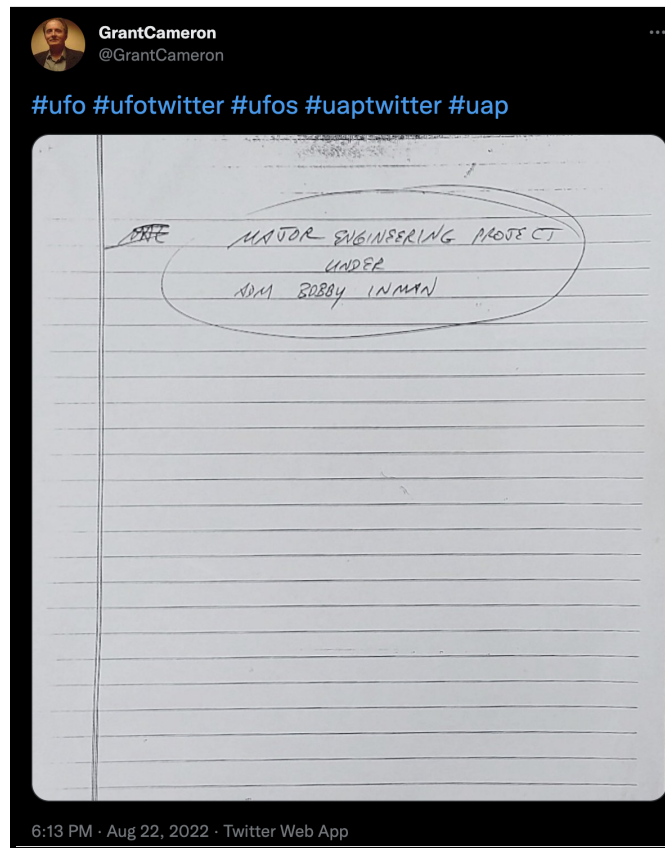 GrantCameron
@GrantCameron
#ufo #ufotwitter #ufos #uaptwitter #uap
MAJOR ENGINEERING PROJECT
UNDER
ADM BOBBY INMAN
6:13 PM · Aug 22, 2022 · Twitter Web App